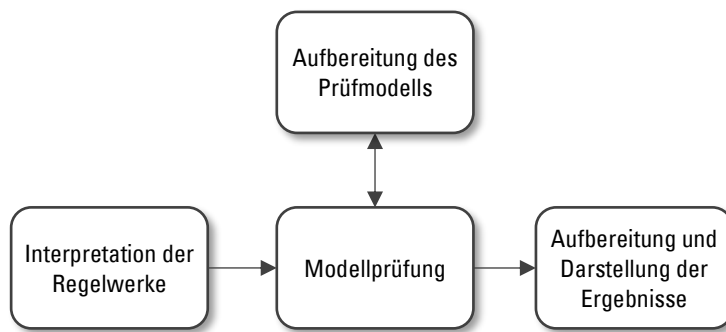 Aufbereitung des
Prüfmodells
Interpretation der
Regelwerke
Modellprüfung
Aufbereitung und
Darstellung der
Ergebnisse